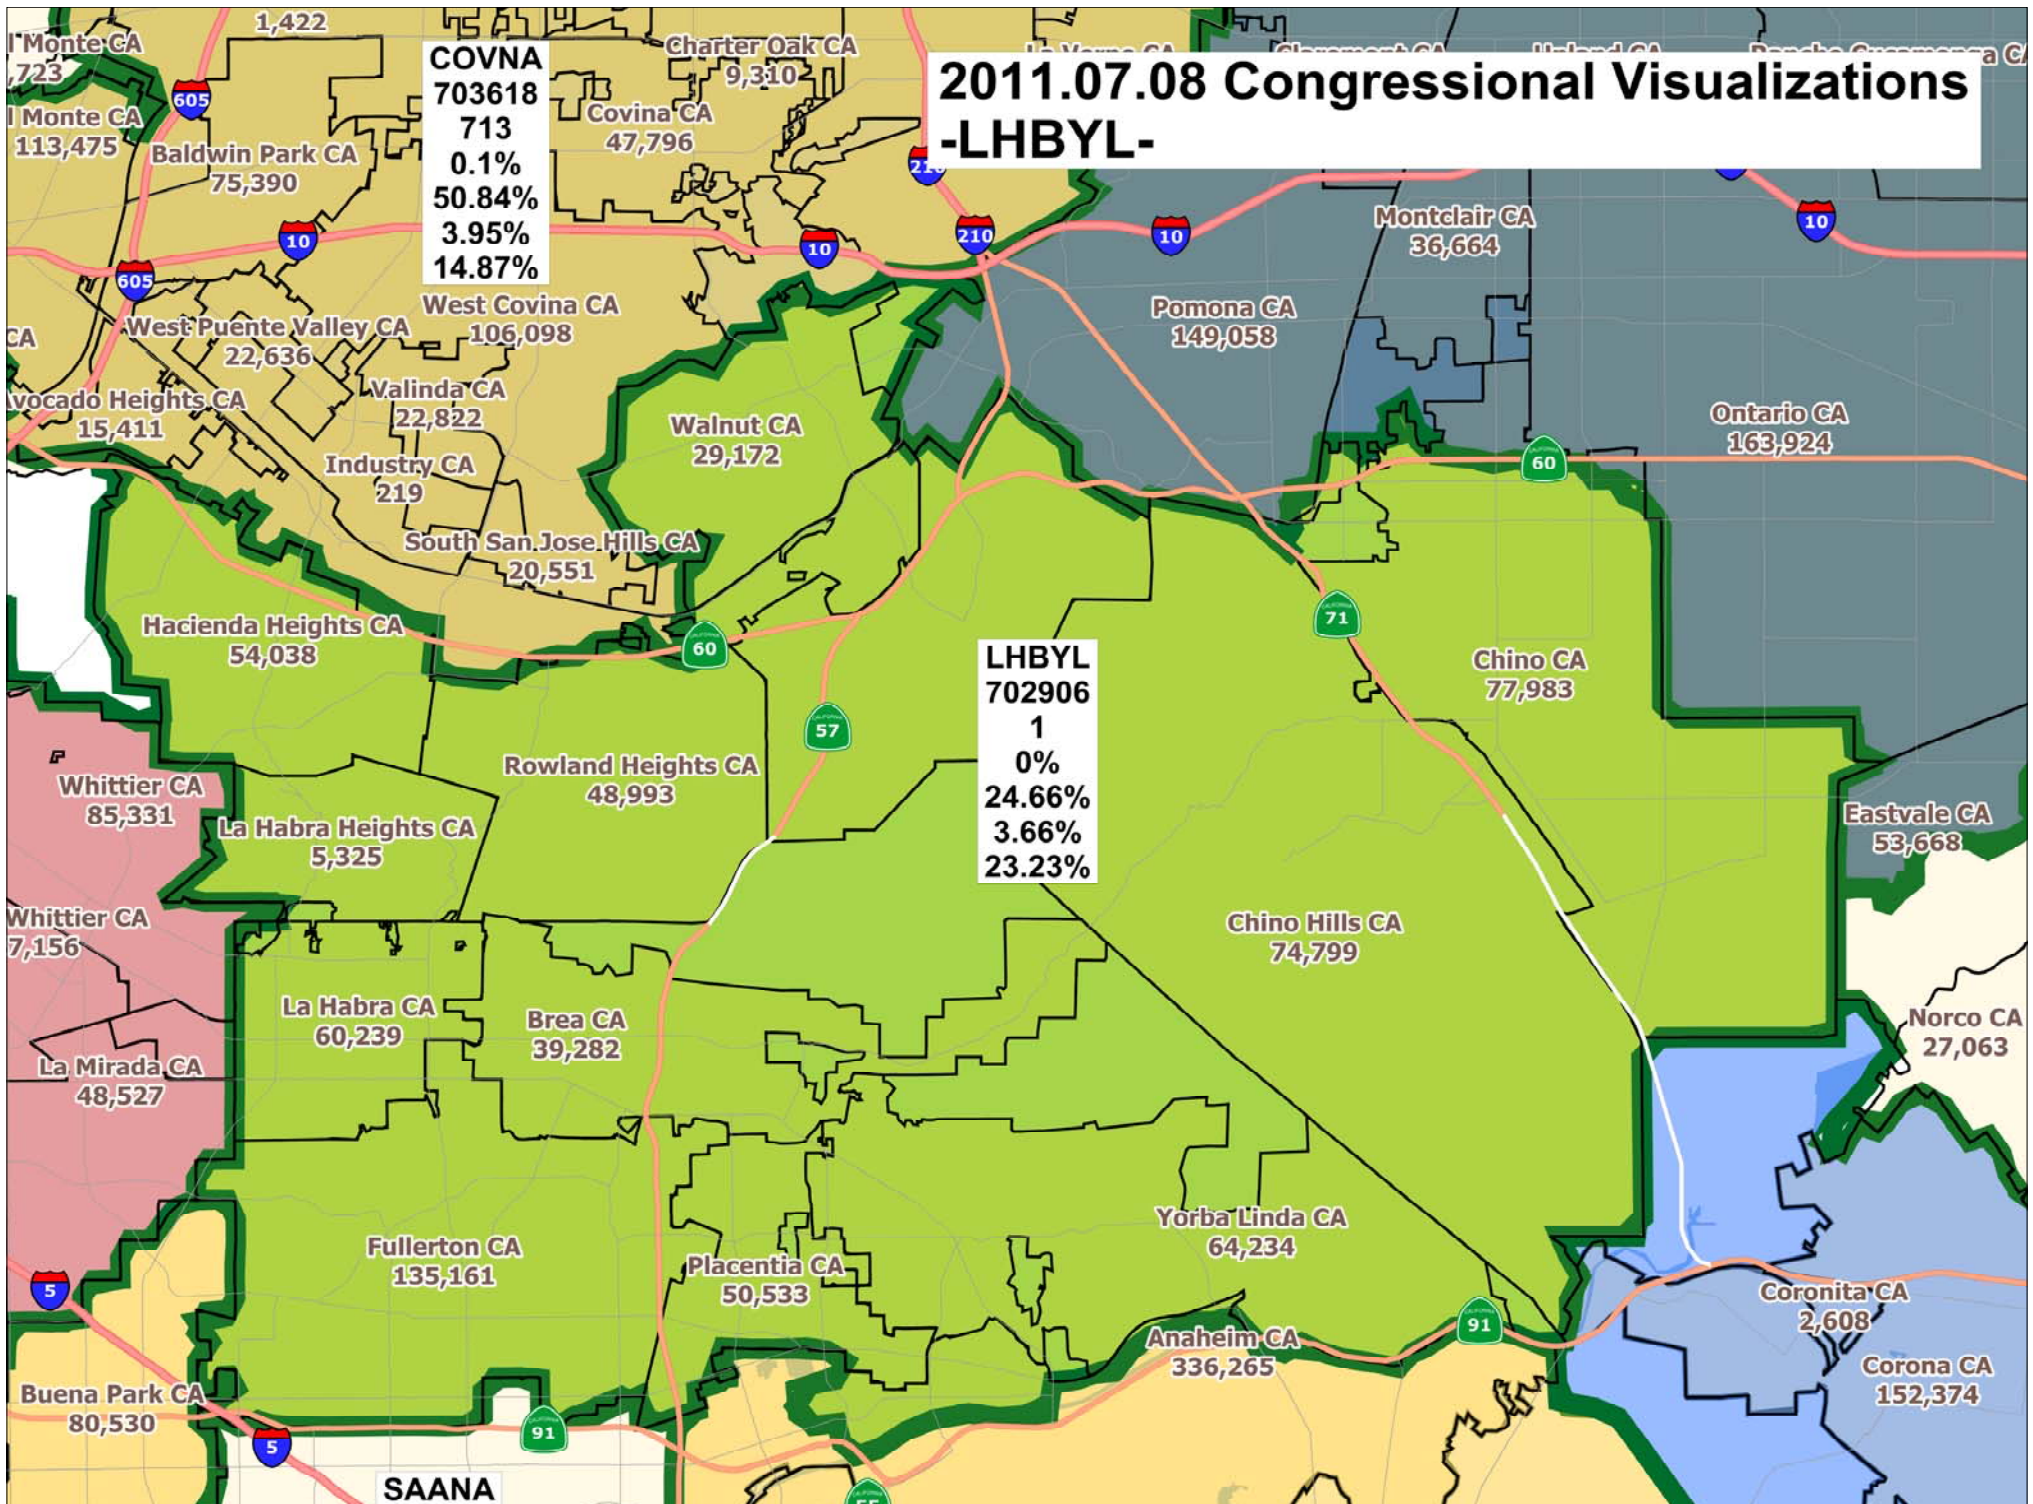 2011.07.08 Congressional Visualizations
-LHBYL-
1,422
Monte CA
,723
Monte CA
113,475
605
Baldwin Park CA
75,390
COVNA
703618
713
0.1%
50.84%
3.95%
14.87%
Charter Oak CA
9,310
Covina CA
47,796
210
10
10
210
10
10
605
Montclair CA
36,664
Pomona CA
149,058
West Covina CA
106,098
West Puente Valley CA
22,636
CA
Valinda CA
22,822
Avocado Heights CA
15,411
Industry CA
219
Walnut CA
29,172
Ontario CA
163,924
60
South San Jose Hills CA
20,551
Hacienda Heights CA
54,038
60
71
LHBYL
702906
1
0%
24.66%
3.66%
23.23%
Chino CA
77,983
57
Rowland Heights CA
48,993
Whittier CA
85,331
La Habra Heights CA
5,325
Eastvale CA
53,668
Whittier CA
7,156
Chino Hills CA
74,799
La Habra CA
60,239
Brea CA
39,282
Norco CA
27,063
La Mirada CA
48,527
Fullerton CA
135,161
Placentia CA
50,533
Yorba Linda CA
64,234
5
Coronita CA
2,608
91
Anaheim CA
336,265
Corona CA
152,374
Buena Park CA
80,530
91
5
SAANA
55